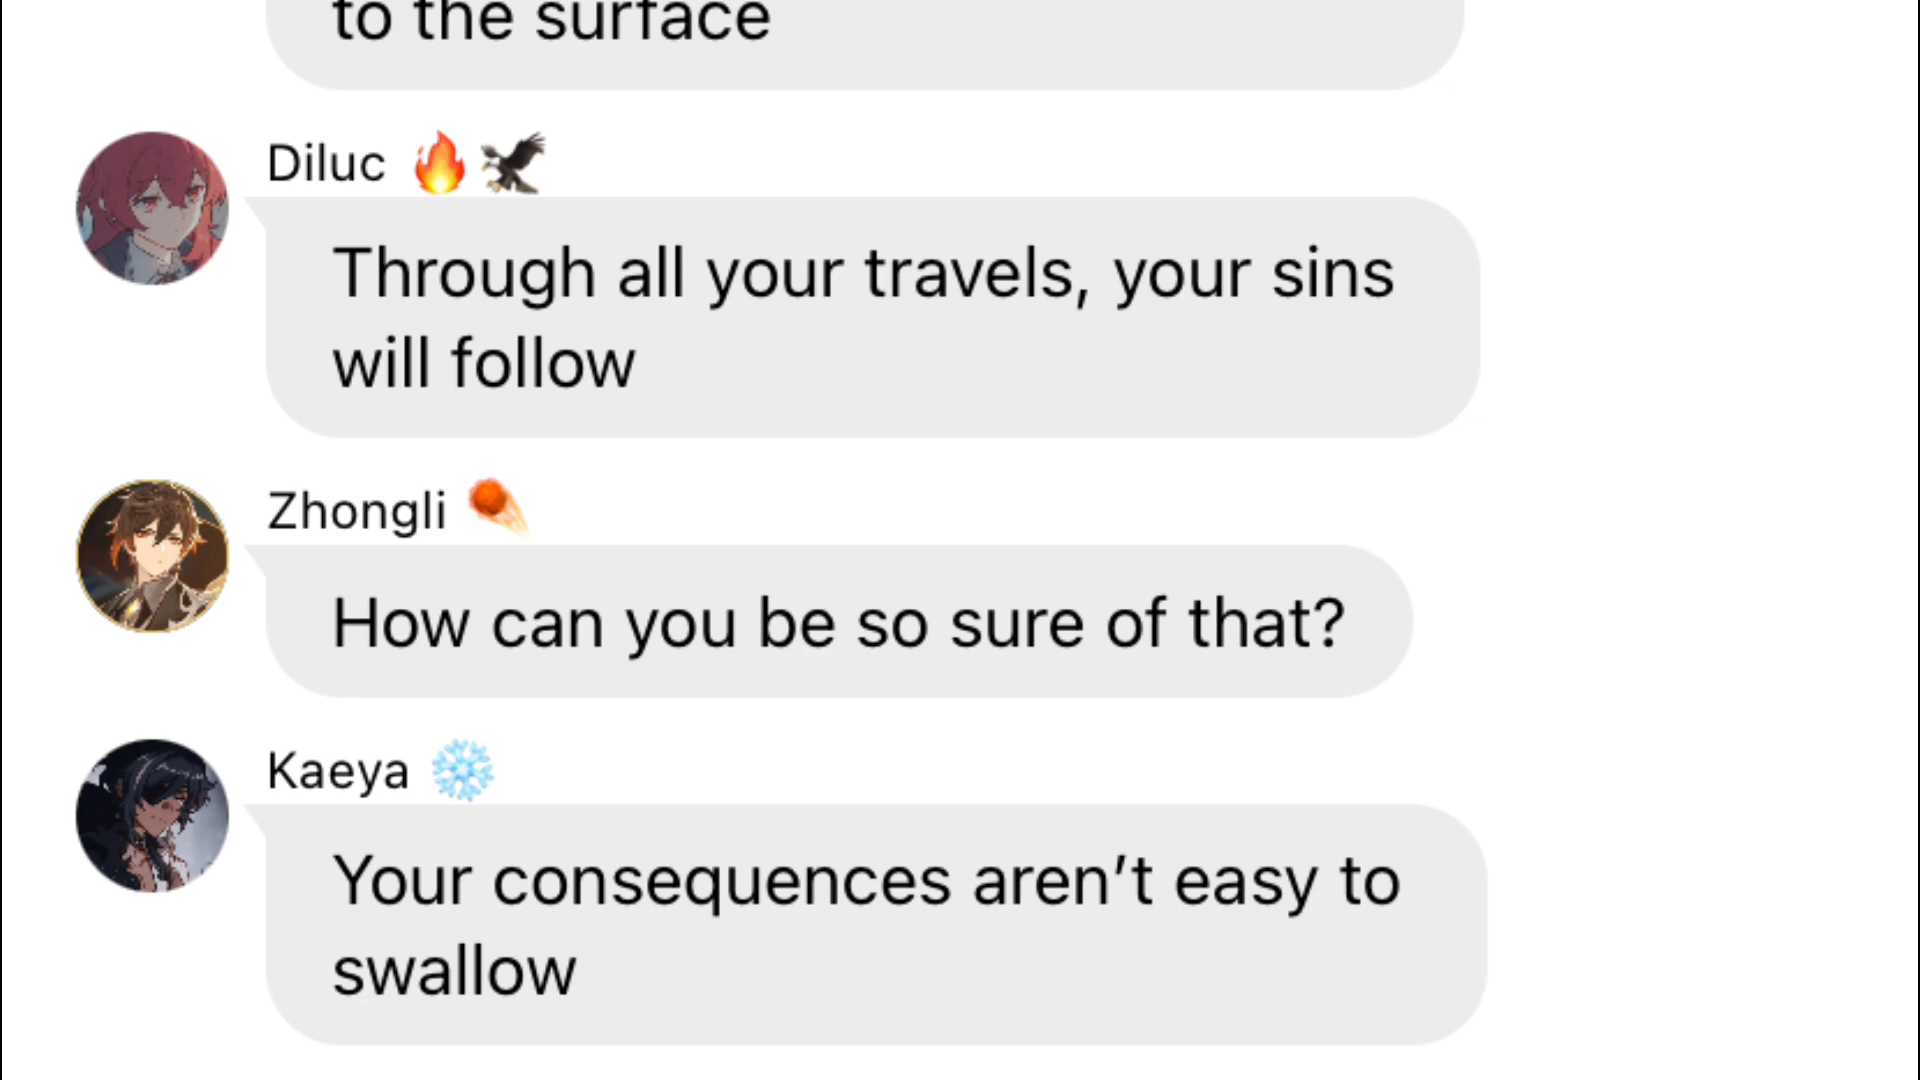 to the surface
Diluc 🔥🦅
Through all your travels, your sins
will follow
Zhongli ☄️
How can you be so sure of that?
Kaeya ❄️
Your consequences aren’t easy to
swallow